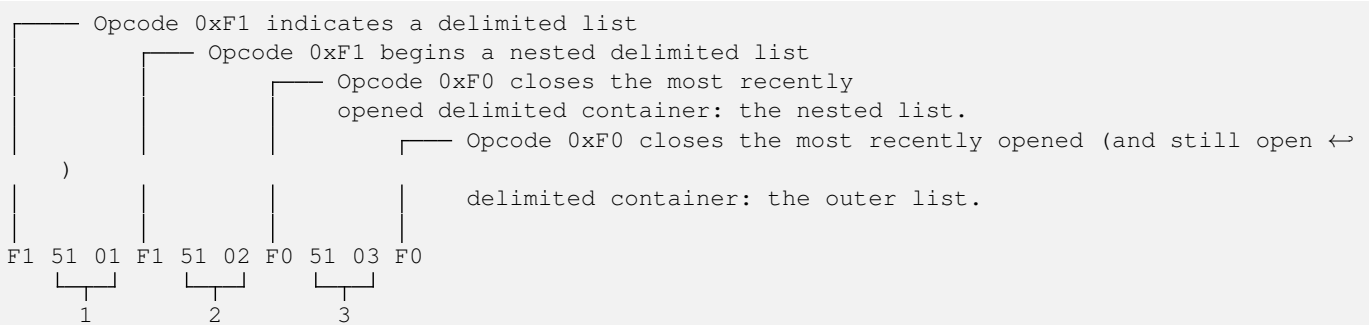 Opcode 0xF1 indicates a delimited list
Opcode 0xF1 begins a nested delimited list
Opcode 0xF0 closes the most recently
opened delimited container: the nested list.
Opcode 0xF0 closes the most recently opened (and still open ↩
)
delimited container: the outer list.
F1 51 01 F1 51 02 F0 51 03 F0
1 2 3